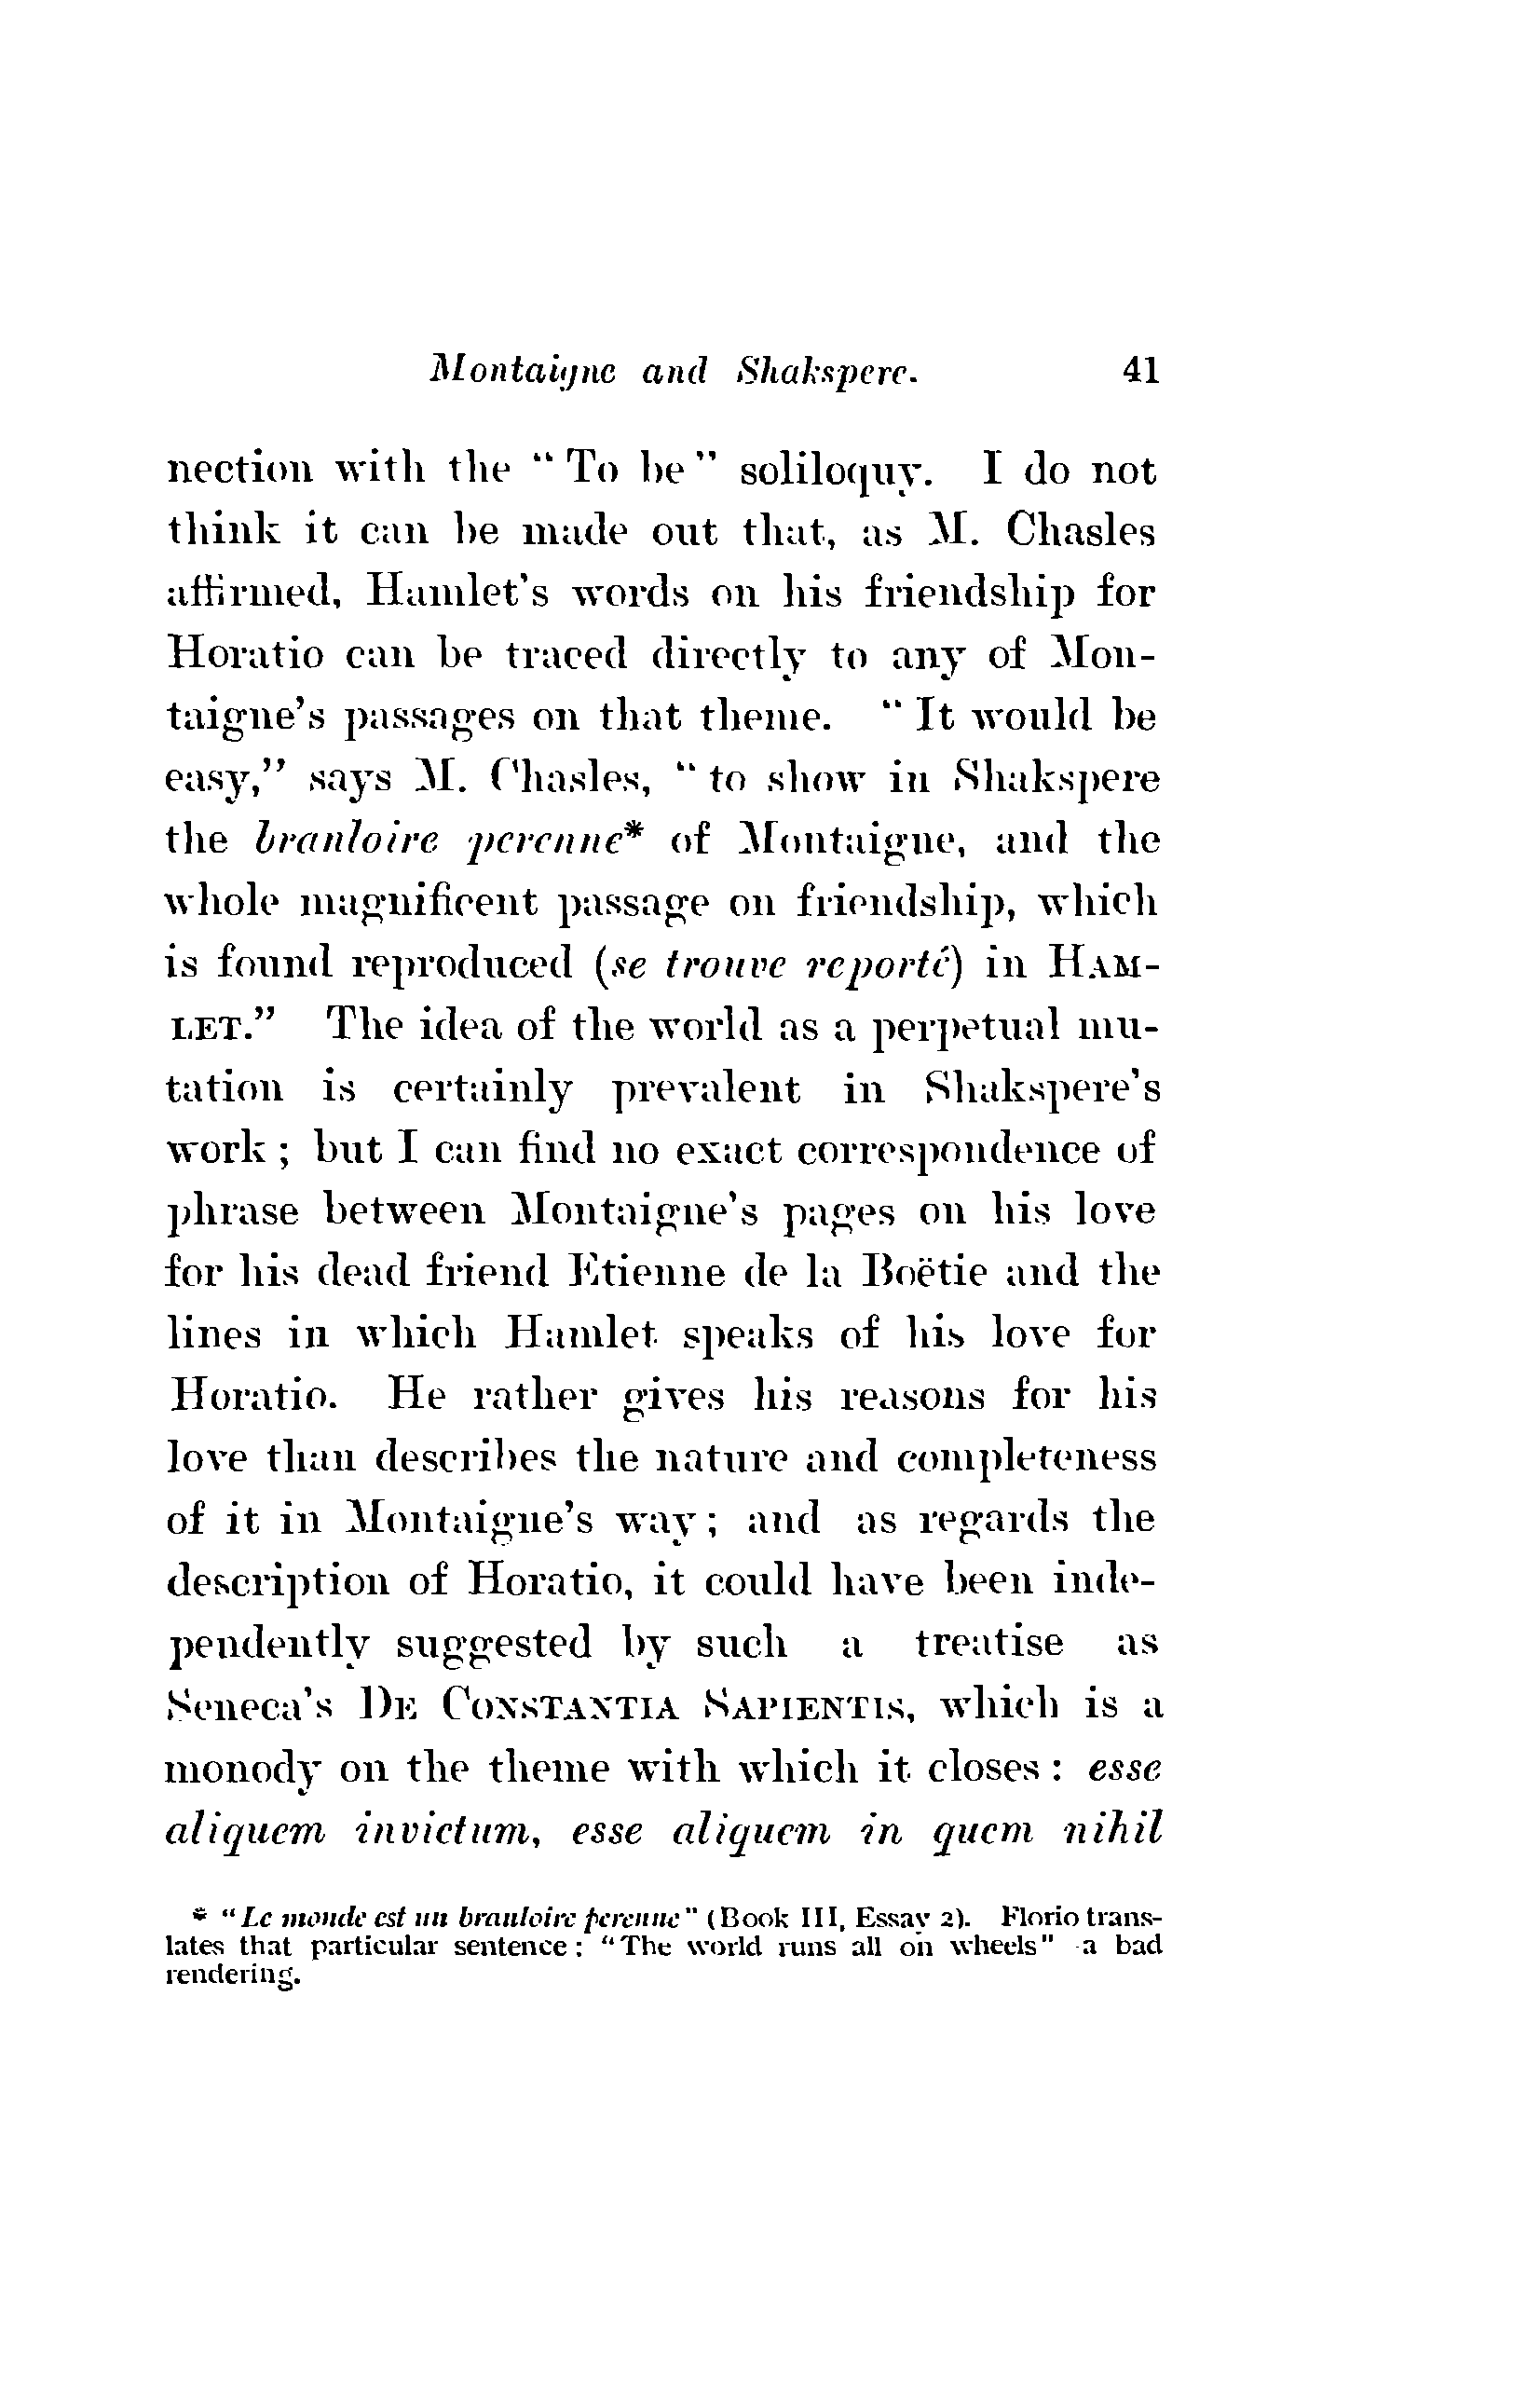 Montaigne and Shakspere. 41
nection with the " To be " soliloquy. I do not
think it can be made out that, as M. Chasles
affirmed, Hamlet's words on his friendship for
Horatio can be traced directly to any of Mon-
taigne's passages on that theme. " It would be
easy," says M. Chasles, " to show in Shakspere
the branloire perenne* of Montaigne, and the
whole magnificent passage on friendship, which
is found reproduced (se trouve reporté) in HAM-
LET." The idea of the world as a perpetual mu-
tation is certainly prevalent in Shakspere's
work ; but I can find no exact correspondence of
phrase between Montaigne's pages on his love
for his dead friend Etienne de la Boëtie and the
lines in which Hamlet speaks of his love for
Horatio. He rather gives his reasons for his
love than describes the nature and completeness
of it in Montaigne's way ; and as regards the
description of Horatio, it could have been inde-
pendently suggested by such a treatise as
Seneca's DE CONSTANTIA SAPIENTIS, which is a
monody on the theme with which it closes : esse
aliquem invictum, esse aliquem in quem nihil
* "Le monde est un branloire perenne" (Book III, Essay 2). Florio trans-
lates that particular sentence : "The world runs all on wheels" -a bad
rendering.